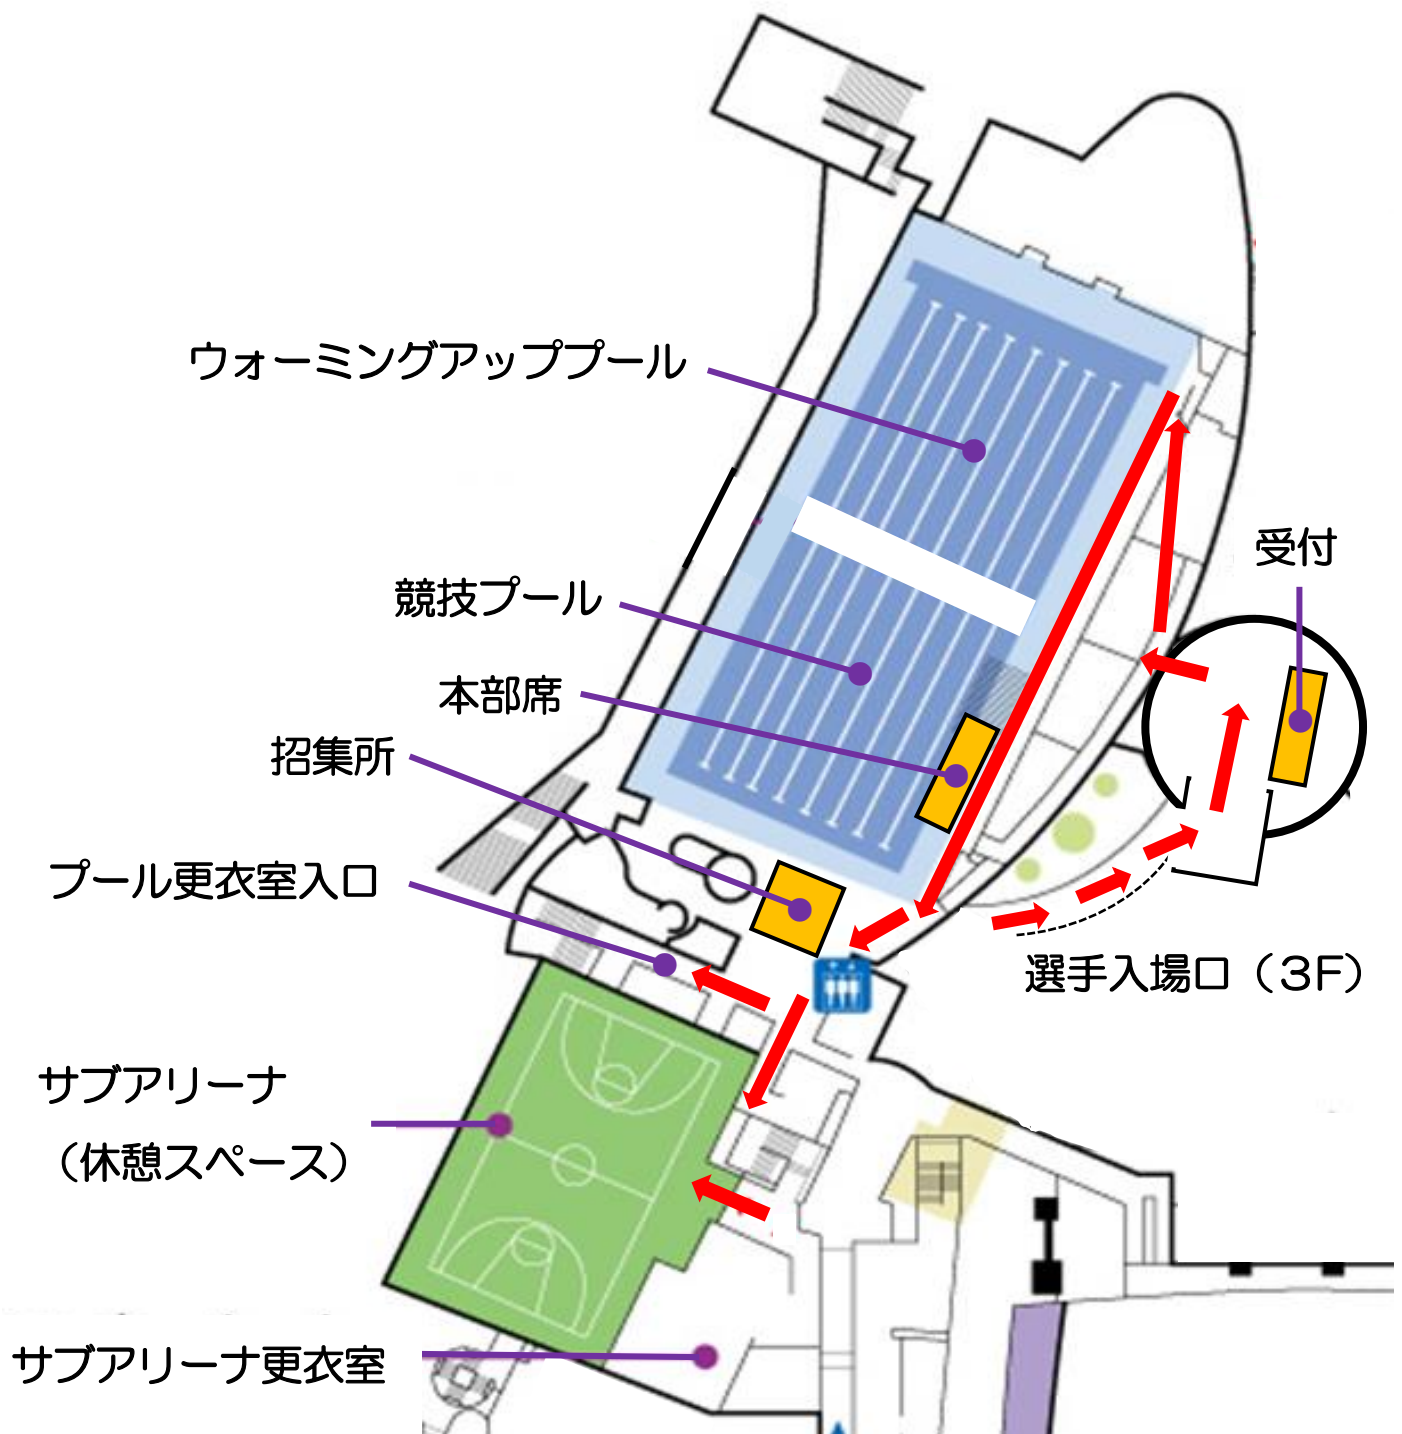 ウォーミングアッププール
受付
競技プール
本部席
招集所
プール更衣室入口
選手入場口（3F）
サブアリーナ
（休憩スペース）
サブアリーナ更衣室